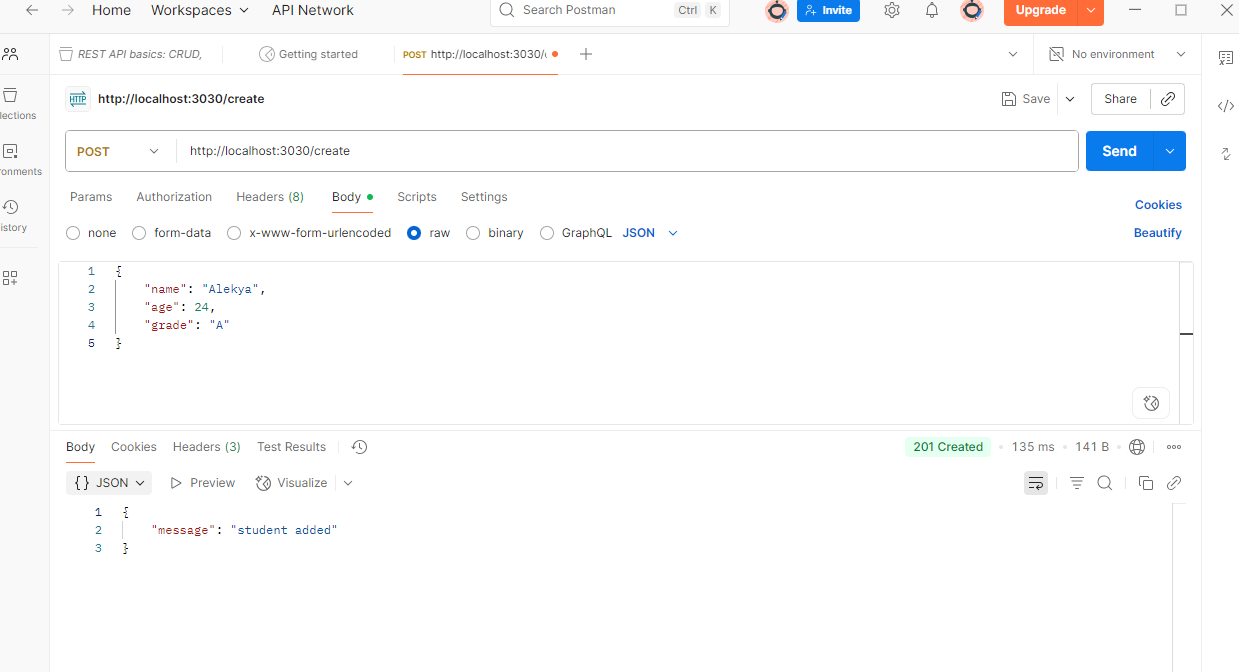 Home Workspaces API Network Search Postman Ctrl K Invite Upgrade
REST API basics: CRUD, Getting started POST http://localhost:3030/ No environment
HTTP http://localhost:3030/create Save Share
lections
POST http://localhost:3030/create Send
ronments
Params Authorization Headers (8) Body Scripts Settings Cookies
istory
none form-data x-www-form-urlencoded raw binary GraphQL JSON Beautify
1 {
2 "name": "Alekya",
3 "age": 24,
4 "grade": "A"
5 }
Body Cookies Headers (3) Test Results 201 Created 135 ms 141 B
{} JSON Preview Visualize
1 {
2 "message": "student added"
3 }